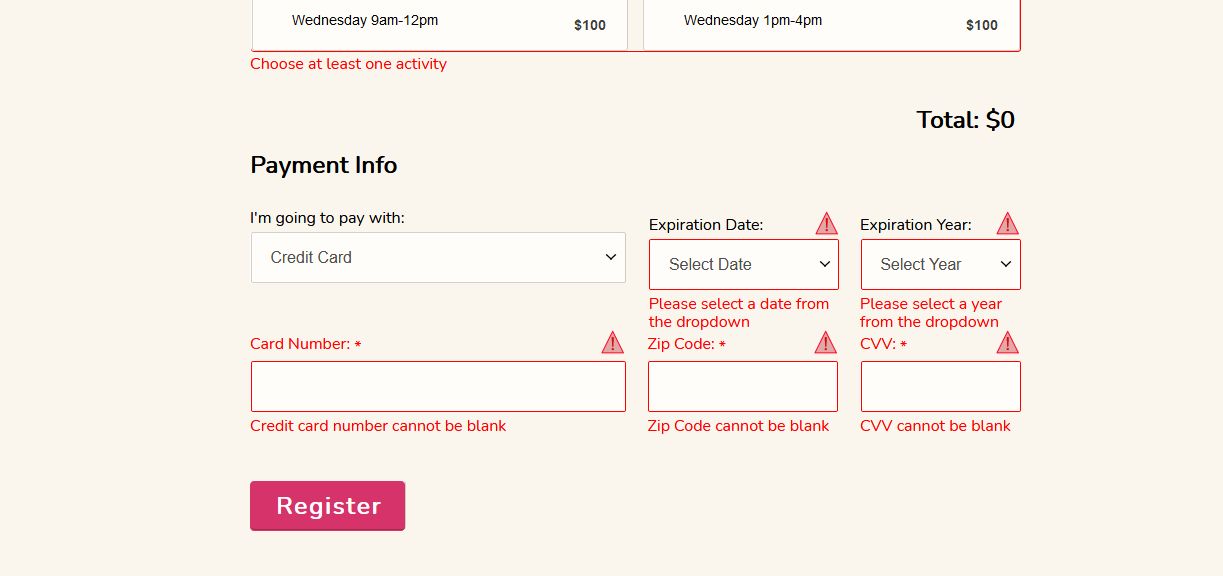 Wednesday 9am-12pm
$100
Wednesday 1pm-4pm
$100
Choose at least one activity
Total: $0
Payment Info
I'm going to pay with:
Credit Card
Expiration Date:
Select Date
Please select a date from
the dropdown
Expiration Year:
Select Year
Please select a year
from the dropdown
Card Number: *
Credit card number cannot be blank
Zip Code: *
Zip Code cannot be blank
CVV: *
CVV cannot be blank
Register